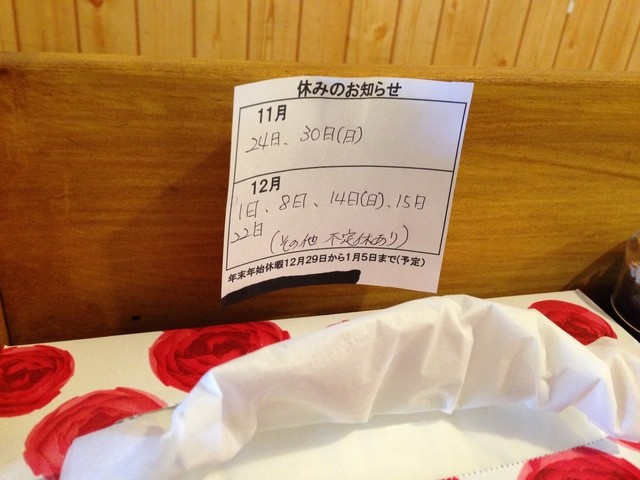 休みのお知らせ
11月
24日、30日(日)
12月
1日、8日、14日(日)、15日
22日
(その他 不定休あり)
年末年始休暇12月29日から1月5日まで(予定)